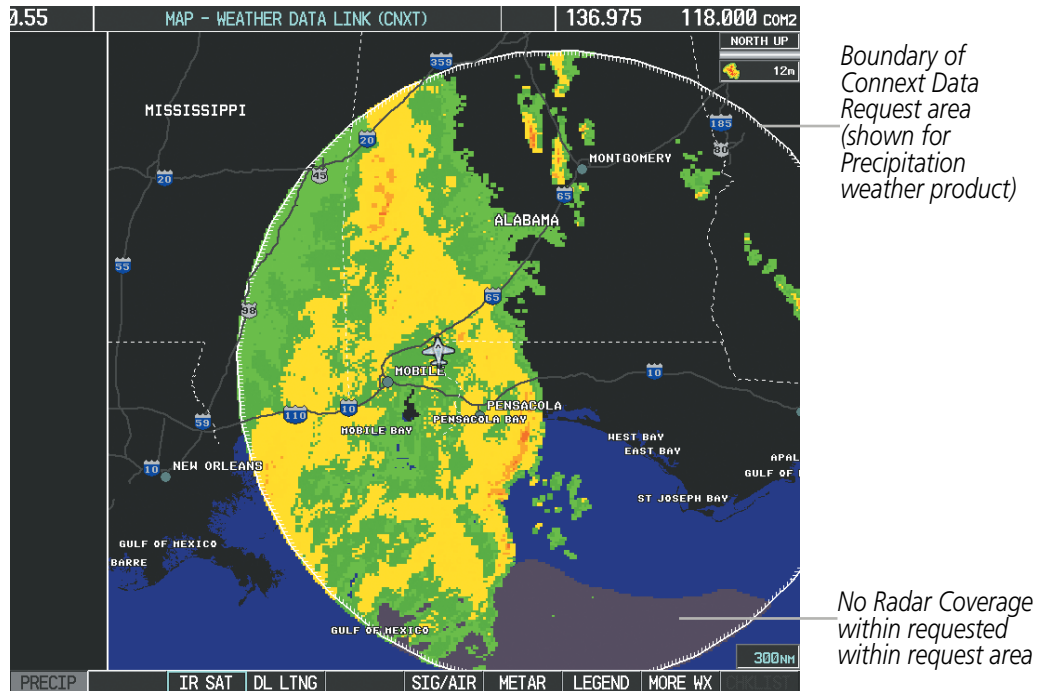 0.55
MAP - WEATHER DATA LINK (CNXT)
136.975
118.000 COM2
NORTH UP
12m
Boundary of
Connext Data
Request area
(shown for
Precipitation
weather product)
359
MISSISSIPPI
185
20
80
MONTGOMERY
45
20
65
ALABAMA
55
65
98
MOBILE
10
PENSACOLA
110
10
PENSACOLA BAY
59
MOBILE BAY
WEST BAY
EAST BAY
APAL
10
NEW ORLEANS
GULF OF
ST JOSEPH BAY
GULF OF MEXICO
BARRE
No Radar Coverage
within requested
within request area
GULF OF MEXICO
300NM
PRECIP
IR SAT
DL LTNG
SIG/AIR
METAR
LEGEND
MORE WX
CHKLIST